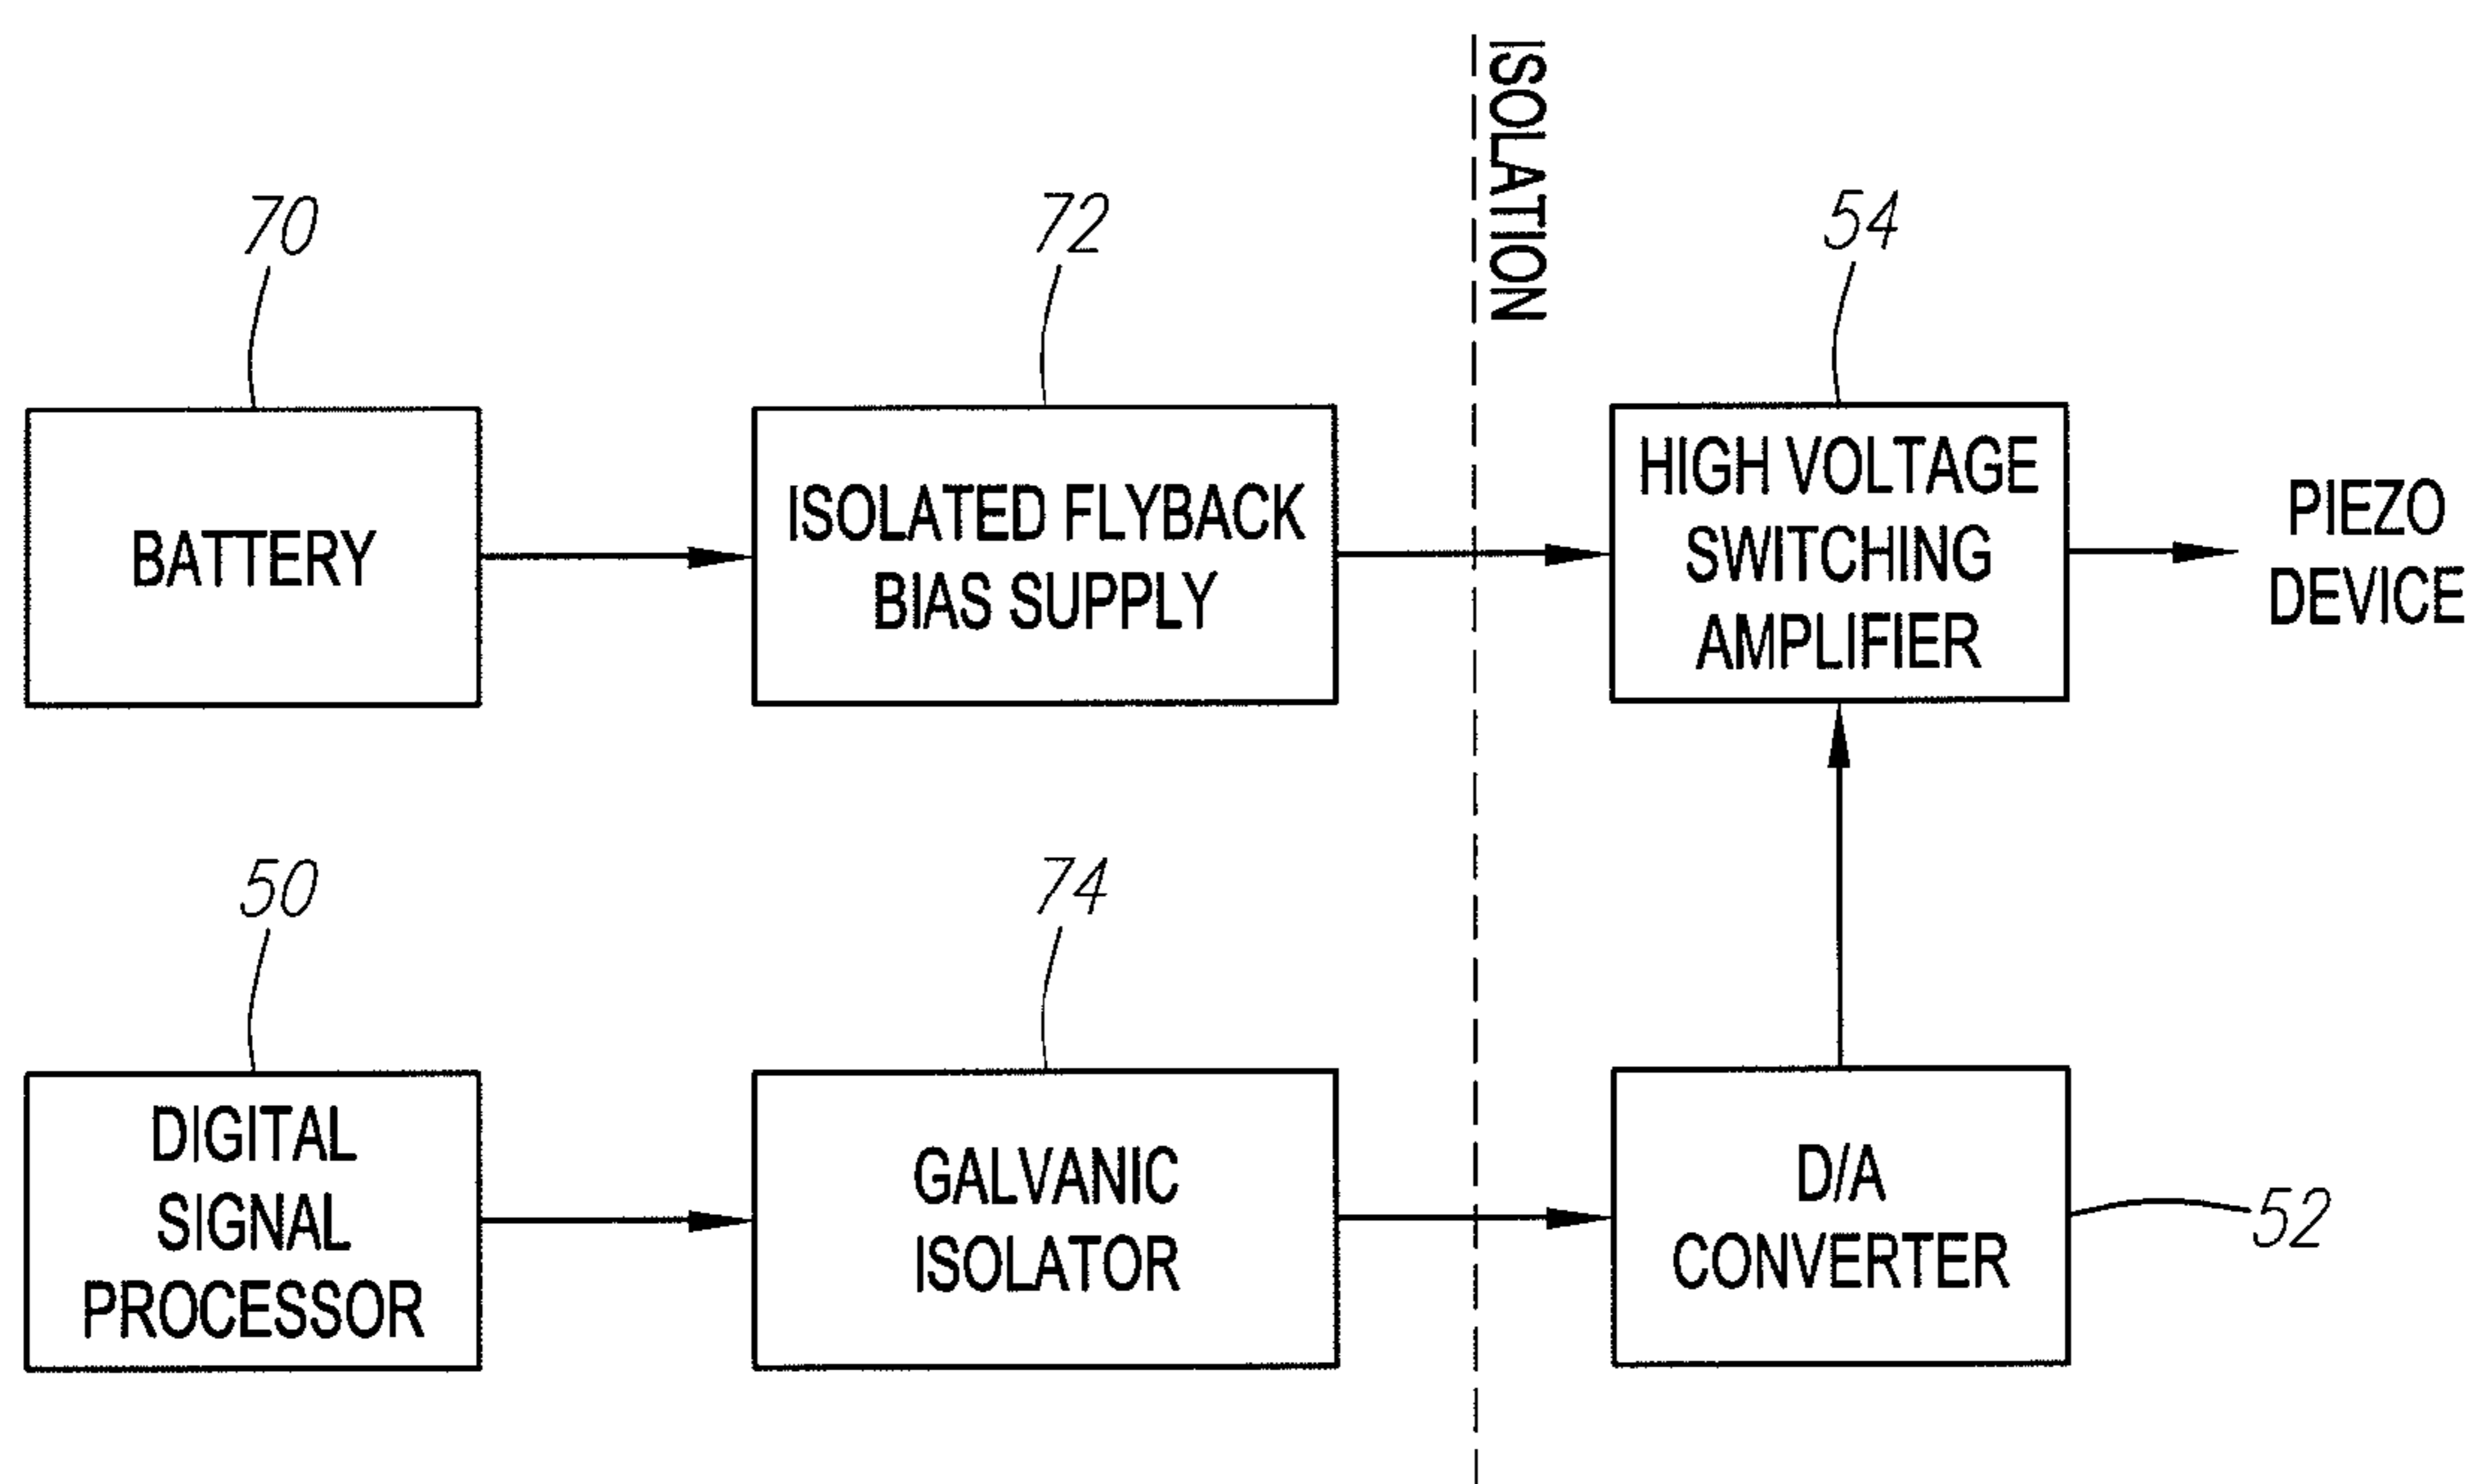 ISOLATION
70
72
54
BATTERY
ISOLATED FLYBACK
BIAS SUPPLY
HIGH VOLTAGE
SWITCHING
AMPLIFIER
PIEZO
DEVICE
50
74
DIGITAL
SIGNAL
PROCESSOR
GALVANIC
ISOLATOR
D/A
CONVERTER
52